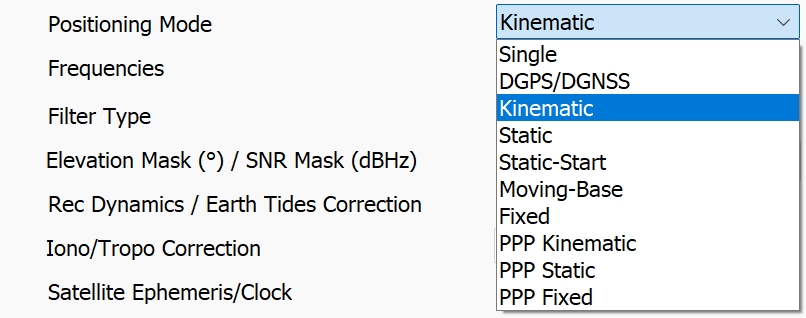 Positioning Mode
Kinematic
Frequencies
Filter Type
Elevation Mask (°) / SNR Mask (dBHz)
Rec Dynamics / Earth Tides Correction
Iono/Tropo Correction
Satellite Ephemeris/Clock
Single
DGPS/DGNSS
Kinematic
Static
Static-Start
Moving-Base
Fixed
PPP Kinematic
PPP Static
PPP Fixed